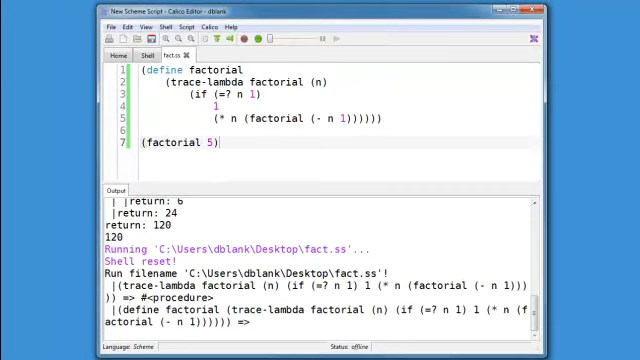 New Scheme Script - Calico Editor - dblank
File Edit View Shell Script Calico Help
Home Shell fact.ss
1 (define factorial
2 (trace-lambda factorial (n)
3 (if (=? n 1)
4 1
5 (* n (factorial (- n 1))))))
6
7 (factorial 5)
Output
| |return: 6
|return: 24
return: 120
120
Running 'C:\Users\dblank\Desktop\fact.ss'...
Shell reset!
Run filename 'C:\Users\dblank\Desktop\fact.ss'!
|(trace-lambda factorial (n) (if (=? n 1) 1 (* n (factorial (- n 1)))
)) => #<procedure>
|(define factorial (trace-lambda factorial (n) (if (=? n 1) 1 (* n (f
actorial (- n 1)))))) =>
Language: Scheme Status: offline